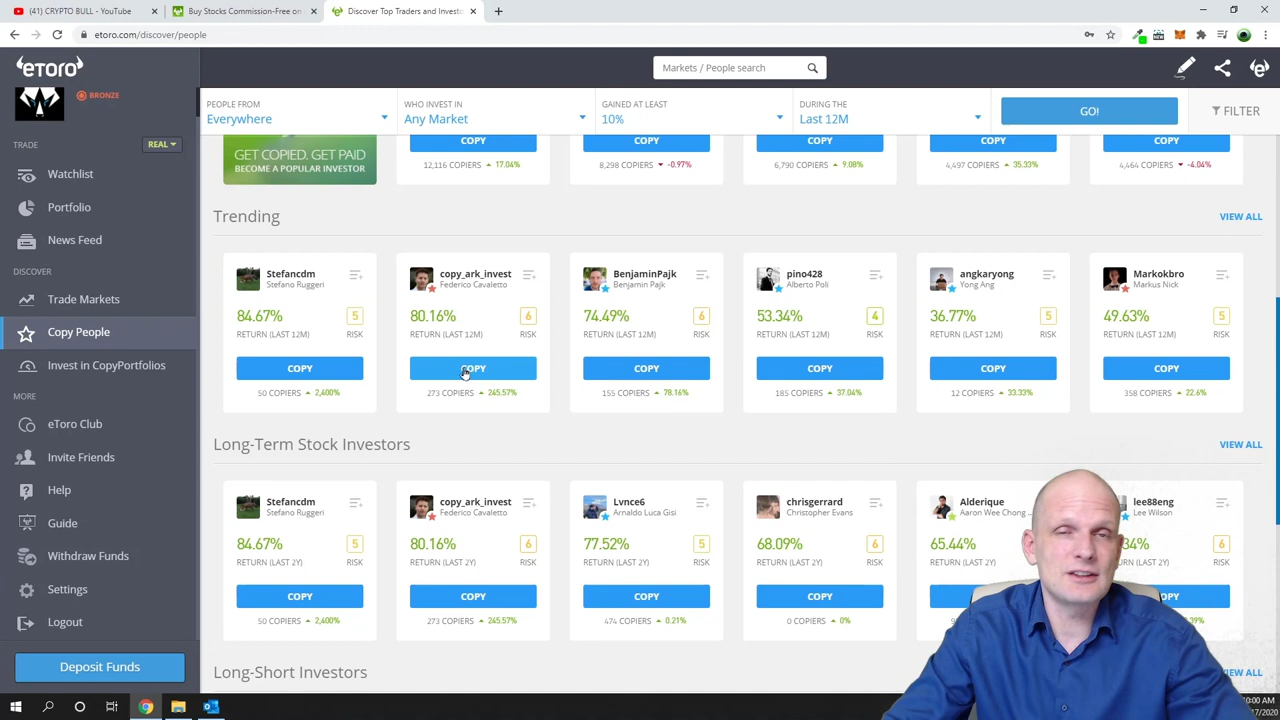 (41) CRYPTO BULL - YouTube
Buy Stocks Commission-Free on
Discover Top Traders and Investo
etoro.com/discover/people
eToro
BRONZE
Markets / People search
PEOPLE FROM
Everywhere
WHO INVEST IN
Any Market
GAINED AT LEAST
10%
DURING THE
Last 12M
GO!
FILTER
TRADE
REAL
Watchlist
Portfolio
News Feed
DISCOVER
Trade Markets
Copy People
Invest in CopyPortfolios
MORE
eToro Club
Invite Friends
Help
Guide
Withdraw Funds
Settings
Logout
Deposit Funds
GET COPIED. GET PAID
BECOME A POPULAR INVESTOR
COPY COPY COPY COPY COPY
12,116 COPIERS 17.04% 8,298 COPIERS -0.97% 6,790 COPIERS 9.08% 4,497 COPIERS 35.33% 4,464 COPIERS -4.04%
Trending
VIEW ALL
Stefancdm copy_ark_invest BenjaminPajk pino428 angkaryong Markokbro
Stefano Ruggeri Federico Cavaletto Benjamin Pajk Alberto Poli Yong Ang Markus Nick
84.67% 5 80.16% 6 74.49% 6 53.34% 4 36.77% 5 49.63% 5
RETURN (LAST 12M) RISK RETURN (LAST 12M) RISK RETURN (LAST 12M) RISK RETURN (LAST 12M) RISK RETURN (LAST 12M) RISK RETURN (LAST 12M) RISK
COPY COPY COPY COPY COPY COPY
50 COPIERS 2,400% 273 COPIERS 245.57% 155 COPIERS 78.16% 185 COPIERS 37.04% 12 COPIERS 33.33% 358 COPIERS 22.6%
Long-Term Stock Investors
VIEW ALL
Stefancdm copy_ark_invest Lvnce6 chrisgerrard Alderique lee88eng
Stefano Ruggeri Federico Cavaletto Arnaldo Luca Gisi Christopher Evans Aaron Wee Chong ... Lee Wilson
84.67% 5 80.16% 6 77.52% 5 68.09% 6 65.44% 6
RETURN (LAST 2Y) RISK RETURN (LAST 2Y) RISK RETURN (LAST 2Y) RISK RETURN (LAST 2Y) RISK RETURN (LAST 2Y) RISK
COPY COPY COPY COPY
50 COPIERS 2,400% 273 COPIERS 245.57% 474 COPIERS 0.21% 0 COPIERS 0%
Long-Short Investors
VIEW ALL